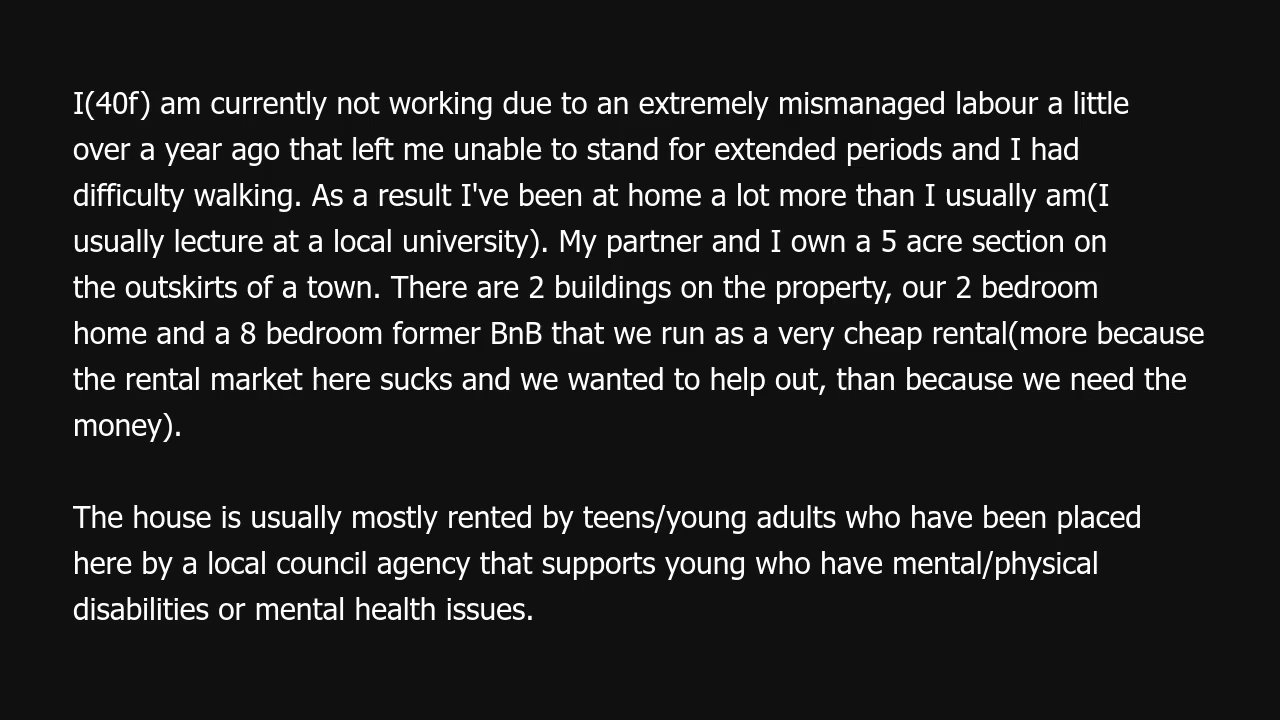 I(40f) am currently not working due to an extremely mismanaged labour a little
over a year ago that left me unable to stand for extended periods and I had
difficulty walking. As a result I've been at home a lot more than I usually am(I
usually lecture at a local university). My partner and I own a 5 acre section on
the outskirts of a town. There are 2 buildings on the property, our 2 bedroom
home and a 8 bedroom former BnB that we run as a very cheap rental(more because
the rental market here sucks and we wanted to help out, than because we need the
money).

The house is usually mostly rented by teens/young adults who have been placed
here by a local council agency that supports young who have mental/physical
disabilities or mental health issues.